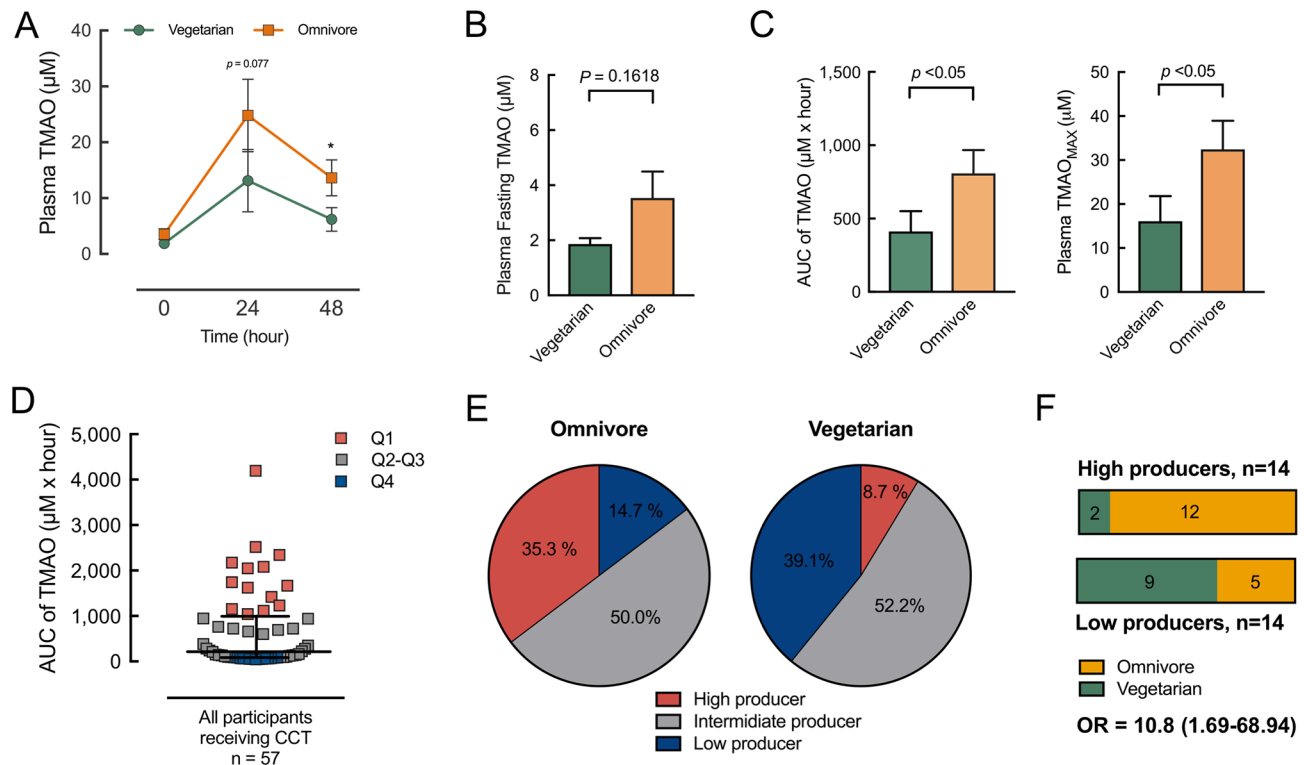 A
Vegetarian
Omnivore
Plasma TMAO (µM)
40
30
20
10
0
p = 0.077
*
0
24
48
Time (hour)
B
Plasma Fasting TMAO (µM)
8
6
4
2
0
P = 0.1618
Vegetarian
Omnivore
C
AUC of TMAO (µM x hour)
1,500
1,000
500
0
p <0.05
Vegetarian
Omnivore
Plasma TMAOMAX (µM)
50
40
30
20
10
0
p <0.05
Vegetarian
Omnivore
D
AUC of TMAO (µM x hour)
5,000
4,000
3,000
2,000
1,000
0
Q1
Q2-Q3
Q4
All participants
receiving CCT
n = 57
E
Omnivore
14.7 %
35.3 %
50.0%
Vegetarian
8.7 %
39.1%
52.2%
High producer
Intermidiate producer
Low producer
F
High producers, n=14
2
12
9
5
Low producers, n=14
Omnivore
Vegetarian
OR = 10.8 (1.69-68.94)